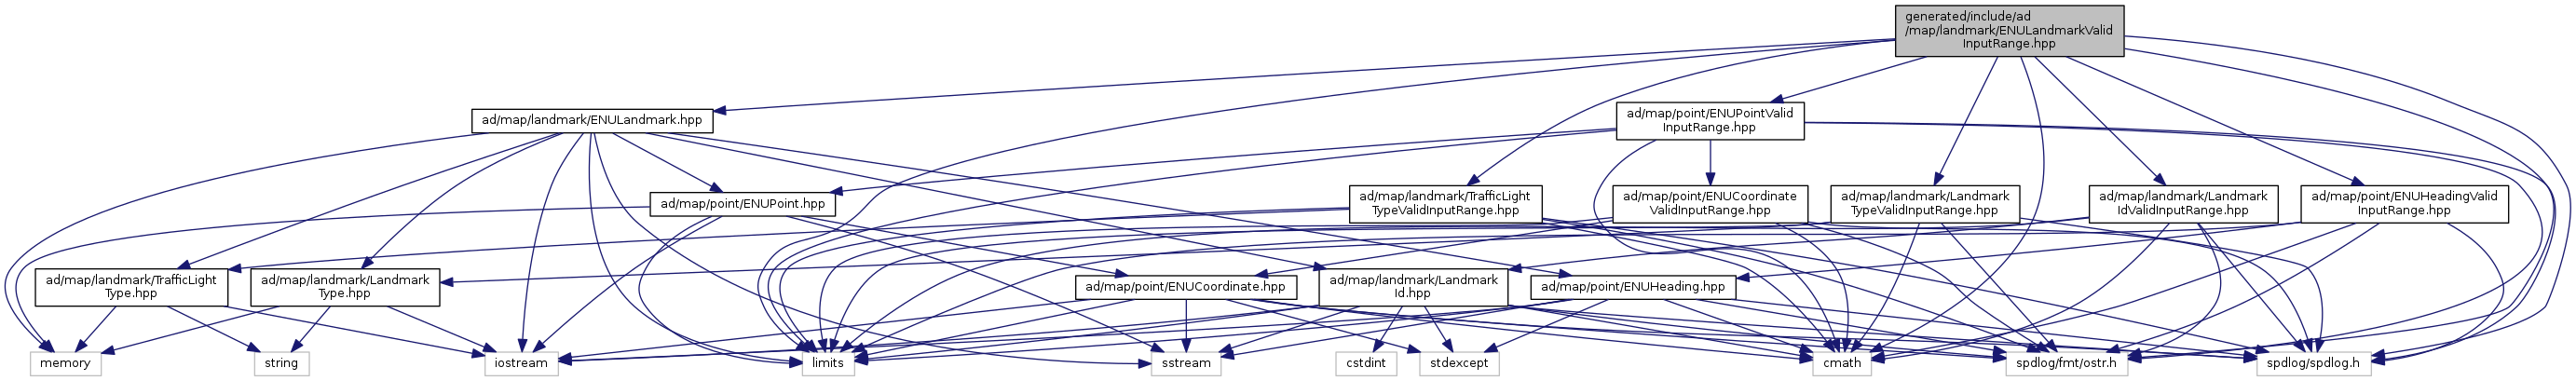 generated/include/ad
/map/landmark/ENULandmarkValid
InputRange.hpp
ad/map/landmark/ENULandmark.hpp
ad/map/point/ENUPointValid
InputRange.hpp
ad/map/point/ENUPoint.hpp
ad/map/landmark/TrafficLight
TypeValidInputRange.hpp
ad/map/point/ENUCoordinate
ValidInputRange.hpp
ad/map/landmark/Landmark
TypeValidInputRange.hpp
ad/map/landmark/Landmark
IdValidInputRange.hpp
ad/map/point/ENUHeadingValid
InputRange.hpp
ad/map/landmark/TrafficLight
Type.hpp
ad/map/landmark/Landmark
Type.hpp
ad/map/point/ENUCoordinate.hpp
ad/map/landmark/Landmark
Id.hpp
ad/map/point/ENUHeading.hpp
memory
string
iostream
limits
sstream
cstdint
stdexcept
cmath
spdlog/fmt/ostr.h
spdlog/spdlog.h